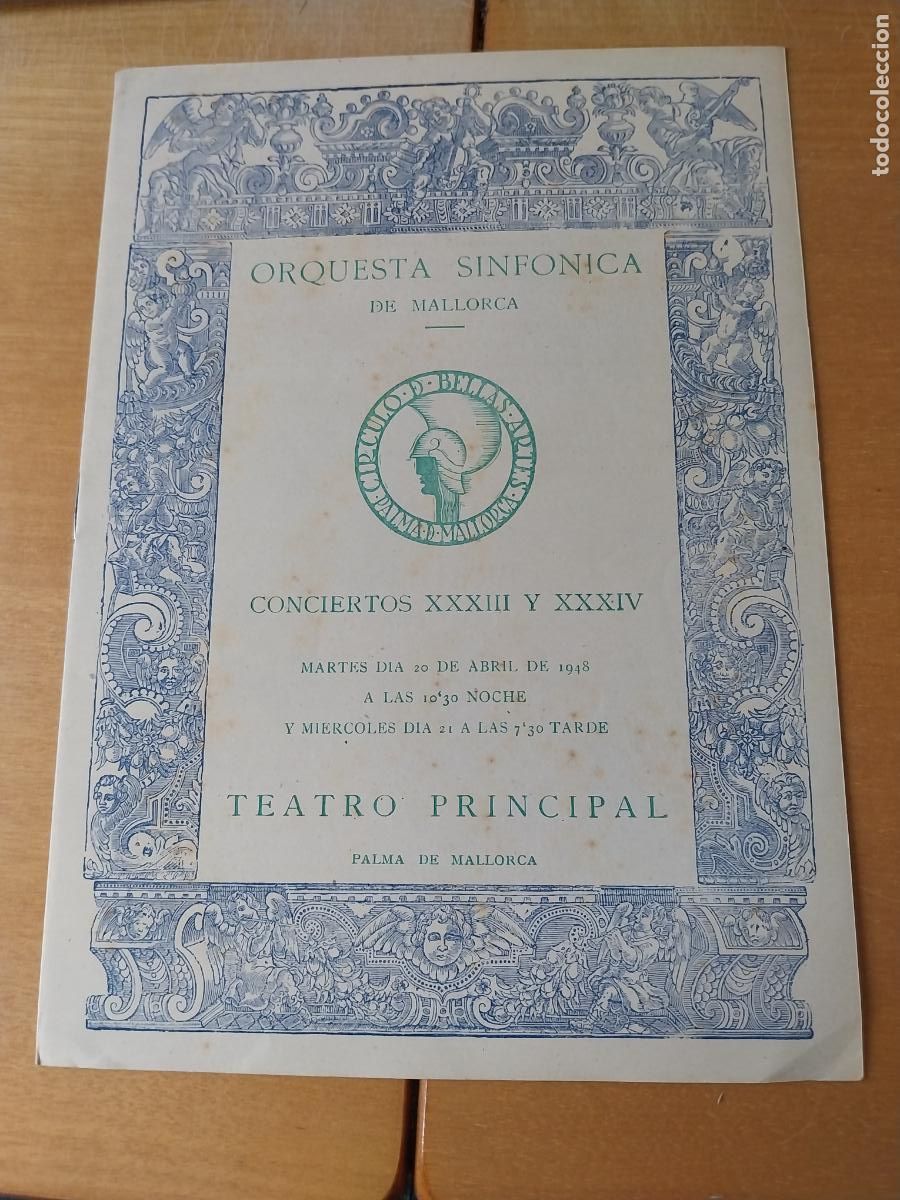 ORQUESTA SINFONICA
DE MALLORCA
CIRCULO · D · BELLAS · ARTES
PALMA · D · MALLORCA
CONCIERTOS XXXIII Y XXXIV
MARTES DIA 20 DE ABRIL DE 1948
A LAS 10'30 NOCHE
Y MIERCOLES DIA 21 A LAS 7'30 TARDE
TEATRO PRINCIPAL
PALMA DE MALLORCA
todocoleccion